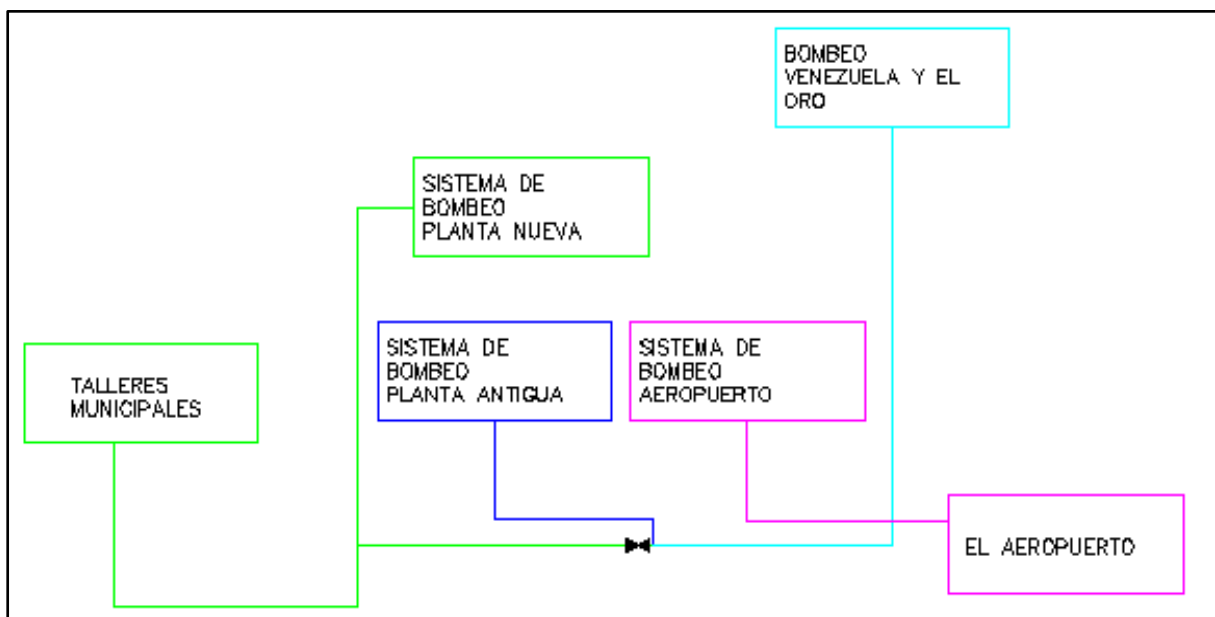 BOMBEO
VENEZUELA Y EL
ORO
SISTEMA DE
BOMBEO
PLANTA NUEVA
SISTEMA DE
BOMBEO
PLANTA ANTIGUA
SISTEMA DE
BOMBEO
AEROPUERTO
TALLERES
MUNICIPALES
EL AEROPUERTO